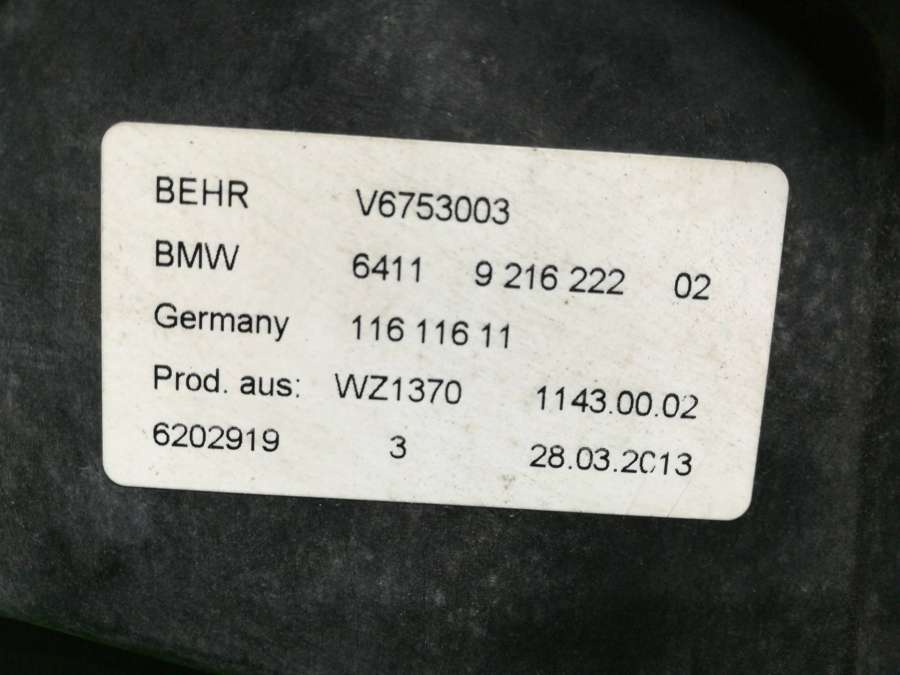 BEHR V6753003
BMW 6411 9 216 222 02
Germany 116 116 11
Prod. aus: WZ1370 1143.00.02
6202919 3 28.03.2013